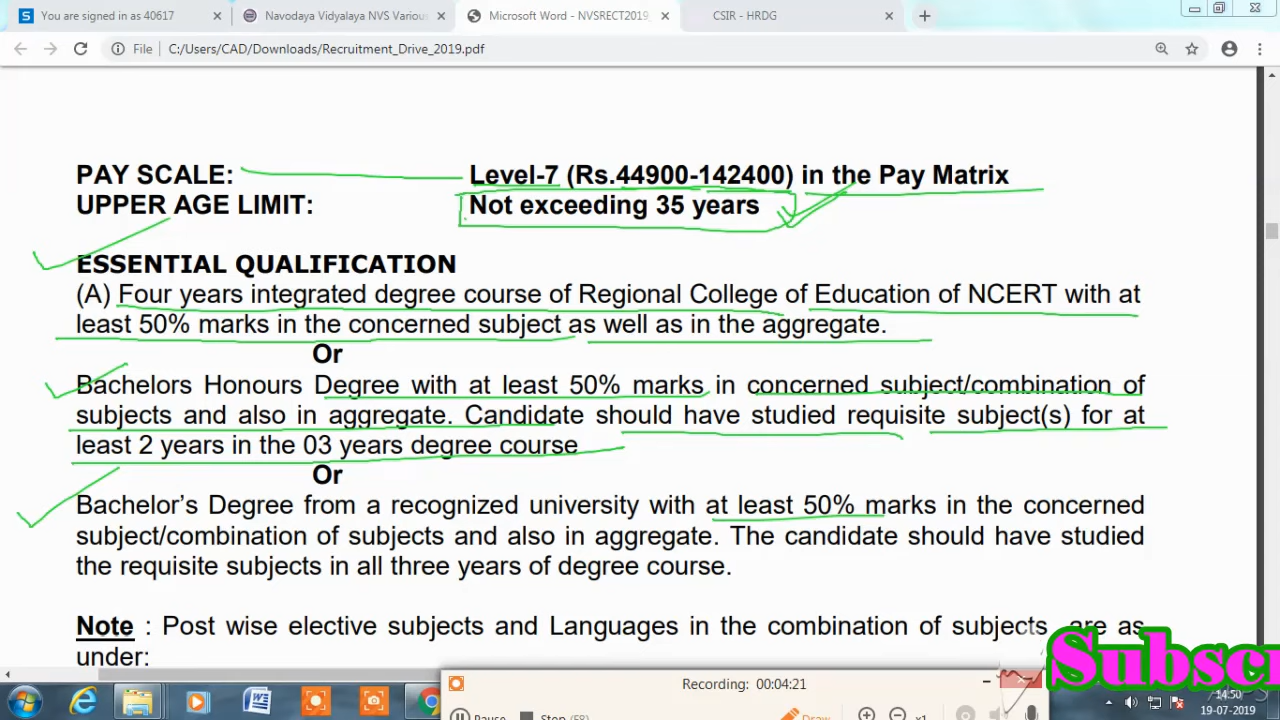 You are signed in as 40617
Navodaya Vidyalaya NVS Variou
Microsoft Word - NVSRECT2019_
CSIR - HRDG
File
C:/Users/CAD/Downloads/Recruitment_Drive_2019.pdf
PAY SCALE: Level-7 (Rs.44900-142400) in the Pay Matrix
UPPER AGE LIMIT: Not exceeding 35 years
ESSENTIAL QUALIFICATION
(A) Four years integrated degree course of Regional College of Education of NCERT with at
least 50% marks in the concerned subject as well as in the aggregate.
Or
Bachelors Honours Degree with at least 50% marks in concerned subject/combination of
subjects and also in aggregate. Candidate should have studied requisite subject(s) for at
least 2 years in the 03 years degree course
Or
Bachelor's Degree from a recognized university with at least 50% marks in the concerned
subject/combination of subjects and also in aggregate. The candidate should have studied
the requisite subjects in all three years of degree course.
Note : Post wise elective subjects and Languages in the combination of subjects are as
under:
Subscr
Recording: 00:04:21
Pause
Stop (F8)
Draw
x1
14:50
19-07-2019